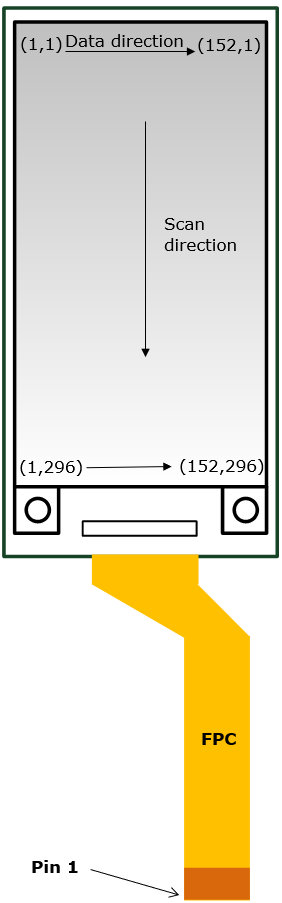 (1,1) Data direction (152,1)
Scan
direction
(1,296) (152,296)
FPC
Pin 1